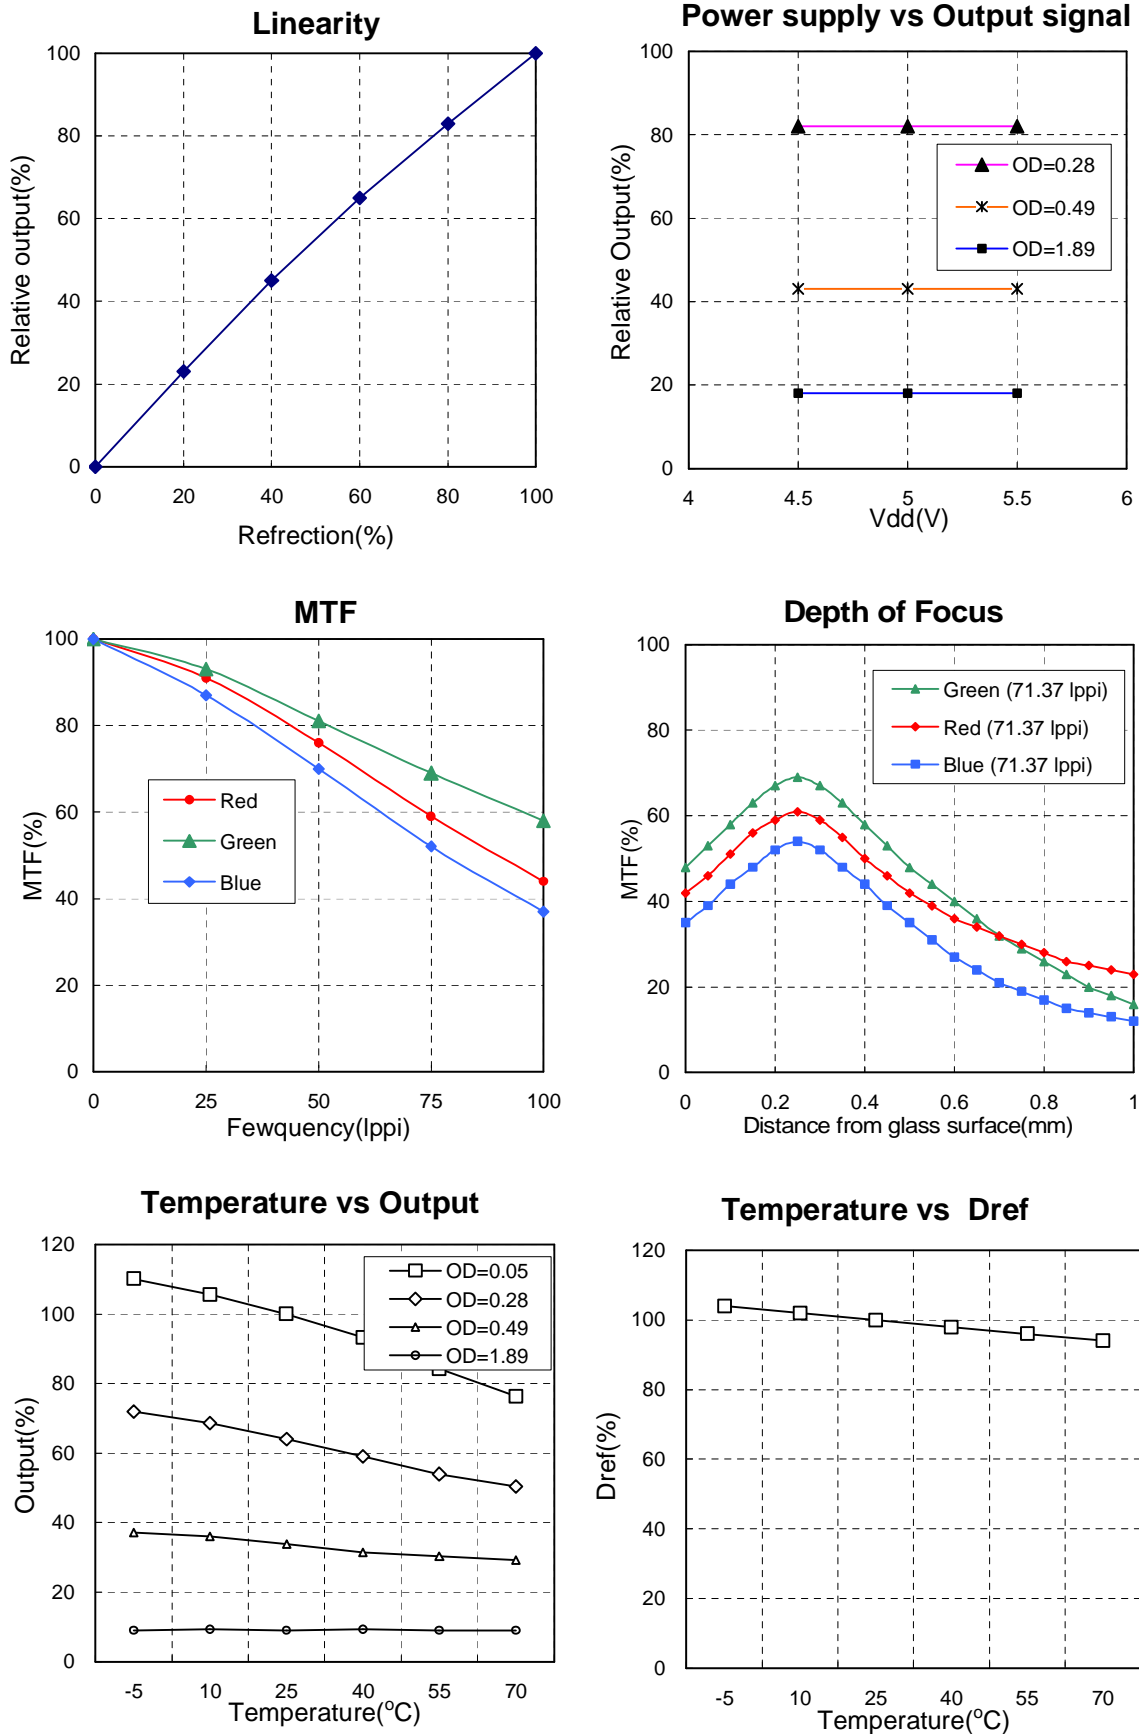 Linearity
100
80
60
40
20
0
0 20 40 60 80 100
Relative output(%)
Refrection(%)
Power supply vs Output signal
100
80
60
40
20
0
4 4.5 5 5.5 6
Relative Output(%)
Vdd(V)
OD=0.28
OD=0.49
OD=1.89
MTF
100
80
60
40
20
0
0 25 50 75 100
MTF(%)
Fewquency(lppi)
Red
Green
Blue
Depth of Focus
100
80
60
40
20
0
0 0.2 0.4 0.6 0.8 1
MTF(%)
Distance from glass surface(mm)
Green (71.37 lppi)
Red (71.37 lppi)
Blue (71.37 lppi)
Temperature vs Output
120
100
80
60
40
20
0
-5 10 25 40 55 70
Output(%)
Temperature(oC)
OD=0.05
OD=0.28
OD=0.49
OD=1.89
Temperature vs Dref
120
100
80
60
40
20
0
-5 10 25 40 55 70
Dref(%)
Temperature(oC)